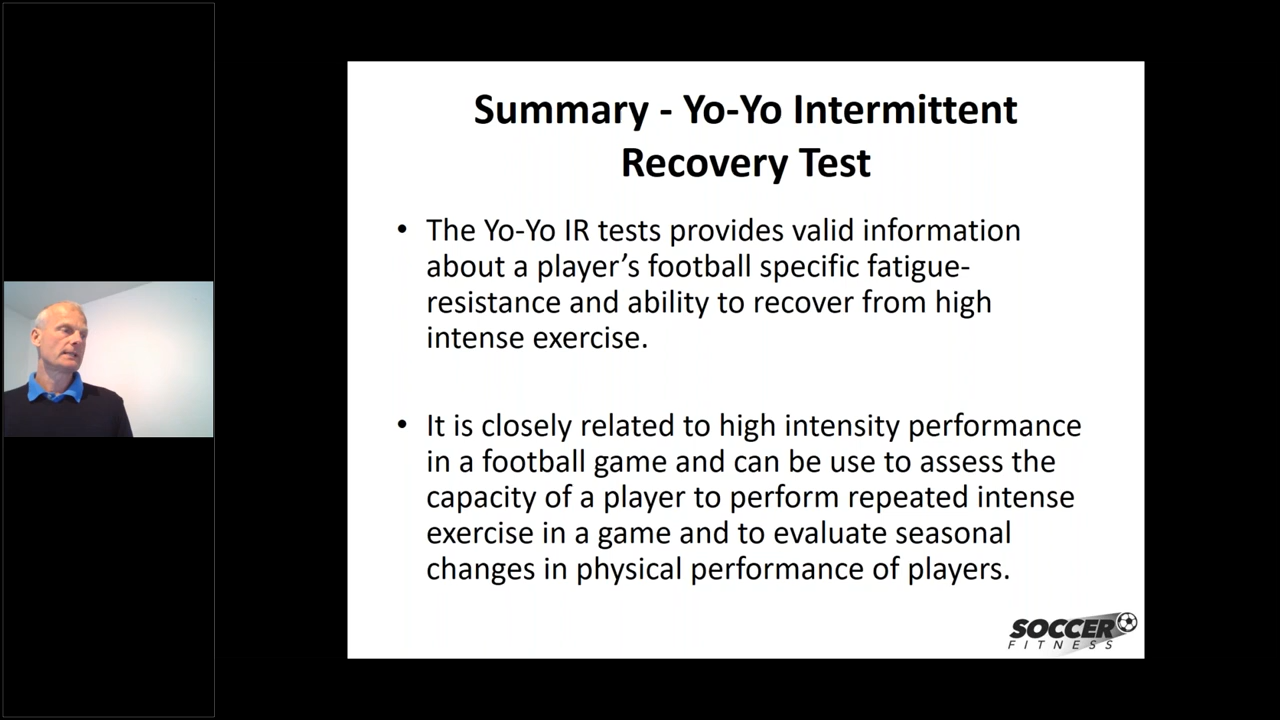 Summary - Yo-Yo Intermittent
Recovery Test
• The Yo-Yo IR tests provides valid information
about a player’s football specific fatigue-
resistance and ability to recover from high
intense exercise.
• It is closely related to high intensity performance
in a football game and can be use to assess the
capacity of a player to perform repeated intense
exercise in a game and to evaluate seasonal
changes in physical performance of players.
SOCCER
FITNESS